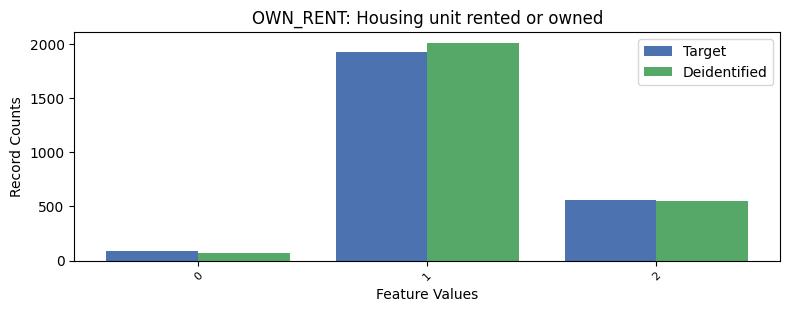 OWN_RENT: Housing unit rented or owned
Target
Deidentified
2000
1500
1000
500
0
Record Counts
0
1
2
Feature Values